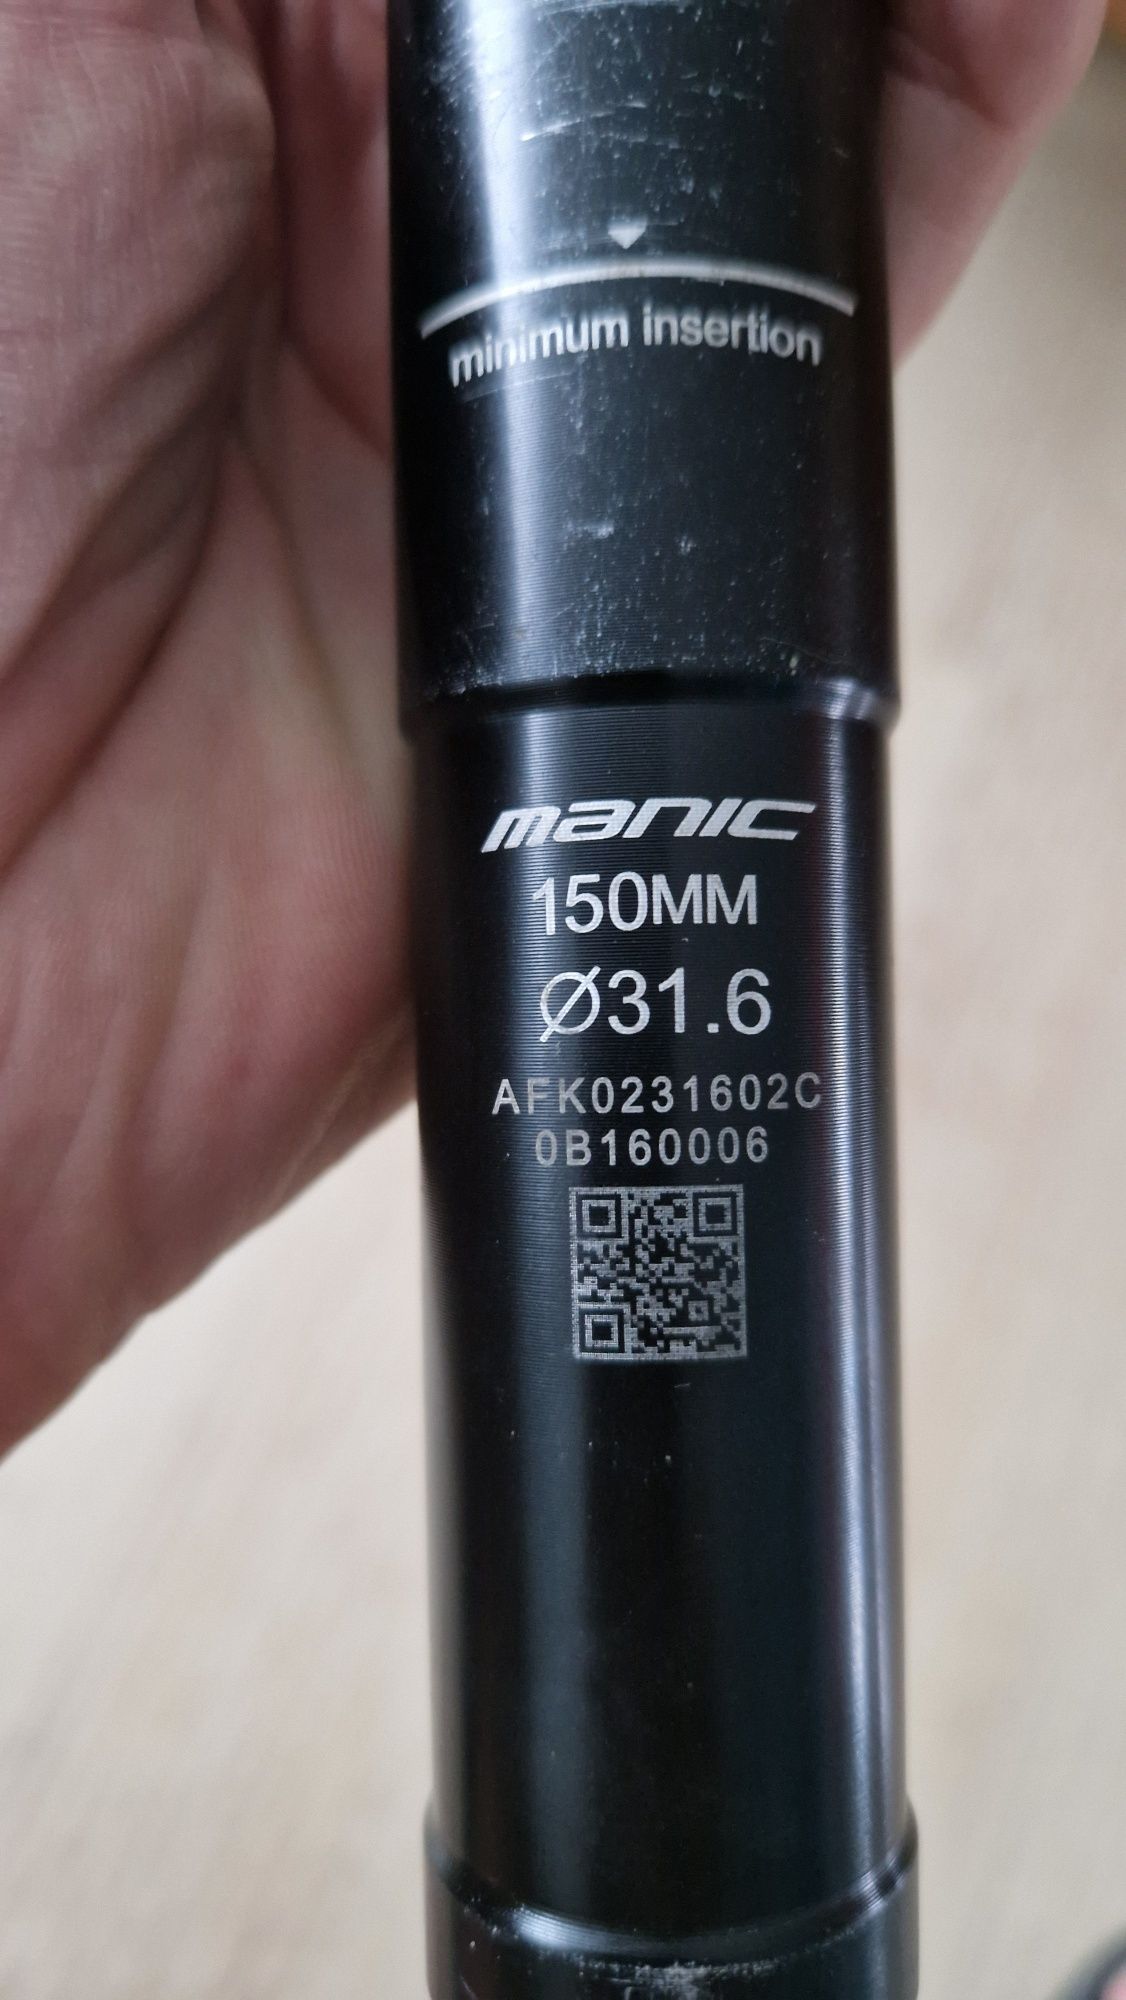 minimum insertion
manic
150MM
Ø31.6
AFK0231602C
0B160006